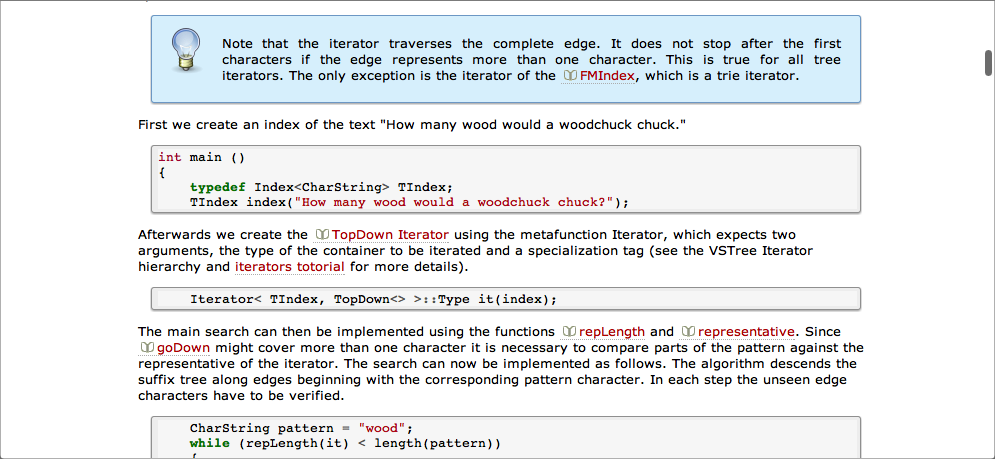 Note that the iterator traverses the complete edge. It does not stop after the first
characters if the edge represents more than one character. This is true for all tree
iterators. The only exception is the iterator of the FMIndex, which is a trie iterator.
First we create an index of the text "How many wood would a woodchuck chuck."
int main ()
{
typedef Index<CharString> TIndex;
TIndex index("How many wood would a woodchuck chuck?");
Afterwards we create the TopDown Iterator using the metafunction Iterator, which expects two
arguments, the type of the container to be iterated and a specialization tag (see the VSTree Iterator
hierarchy and iterators totorial for more details).
Iterator< TIndex, TopDown<> >::Type it(index);
The main search can then be implemented using the functions repLength and representative. Since
goDown might cover more than one character it is necessary to compare parts of the pattern against the
representative of the iterator. The search can now be implemented as follows. The algorithm descends the
suffix tree along edges beginning with the corresponding pattern character. In each step the unseen edge
characters have to be verified.
CharString pattern = "wood";
while (repLength(it) < length(pattern))